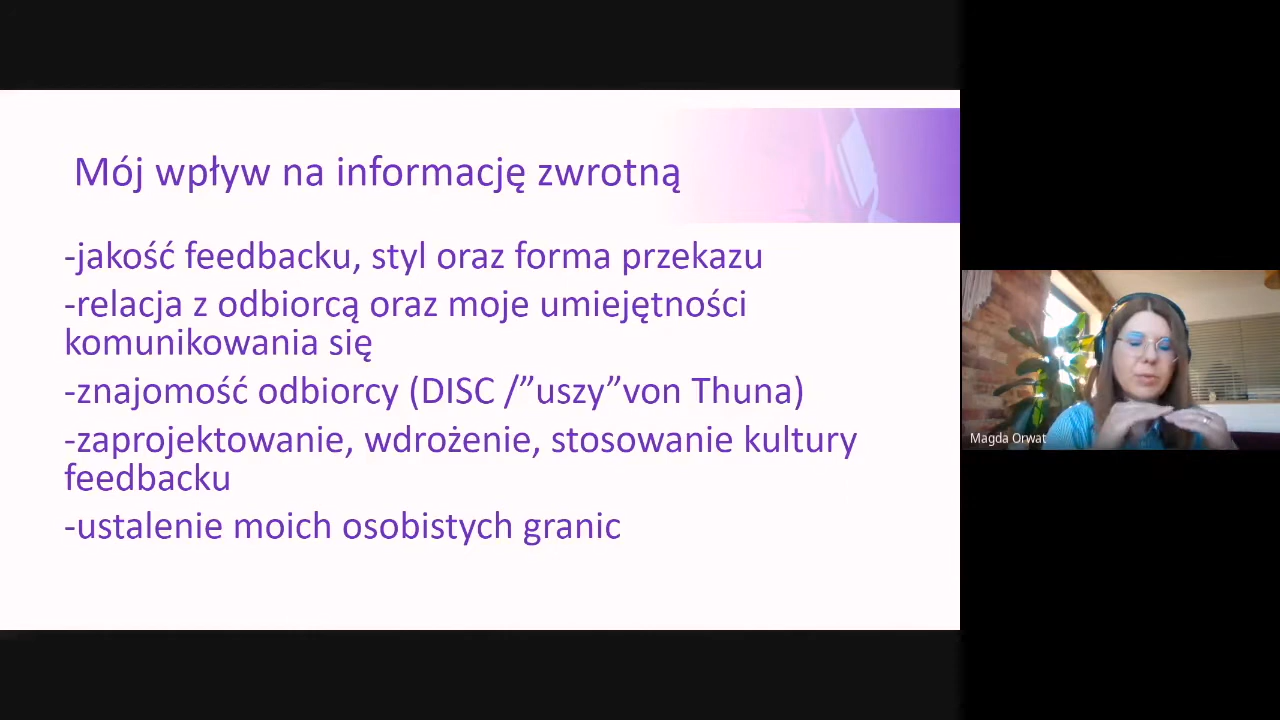 Mój wpływ na informację zwrotną
-jakość feedbacku, styl oraz forma przekazu
-relacja z odbiorcą oraz moje umiejętności
komunikowania się
-znajomość odbiorcy (DISC /”uszy”von Thuna)
-zaprojektowanie, wdrożenie, stosowanie kultury
feedbacku
-ustalenie moich osobistych granic
Magda Orwat